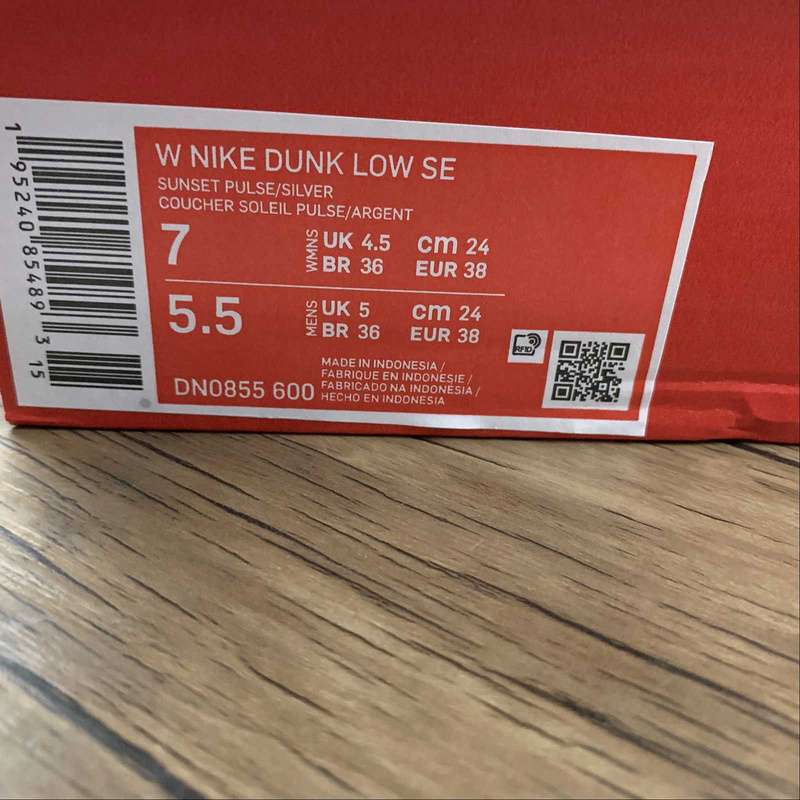 1 95240 85489 3 15
W NIKE DUNK LOW SE
SUNSET PULSE/SILVER
COUCHER SOLEIL PULSE/ARGENT
7 WMNS UK 4.5 cm 24
BR 36 EUR 38
5.5 MENS UK 5 cm 24
BR 36 EUR 38
RFID
MADE IN INDONESIA /
FABRIQUE EN INDONESIE /
DN0855 600 FABRICADO NA INDONESIA /
HECHO EN INDONESIA